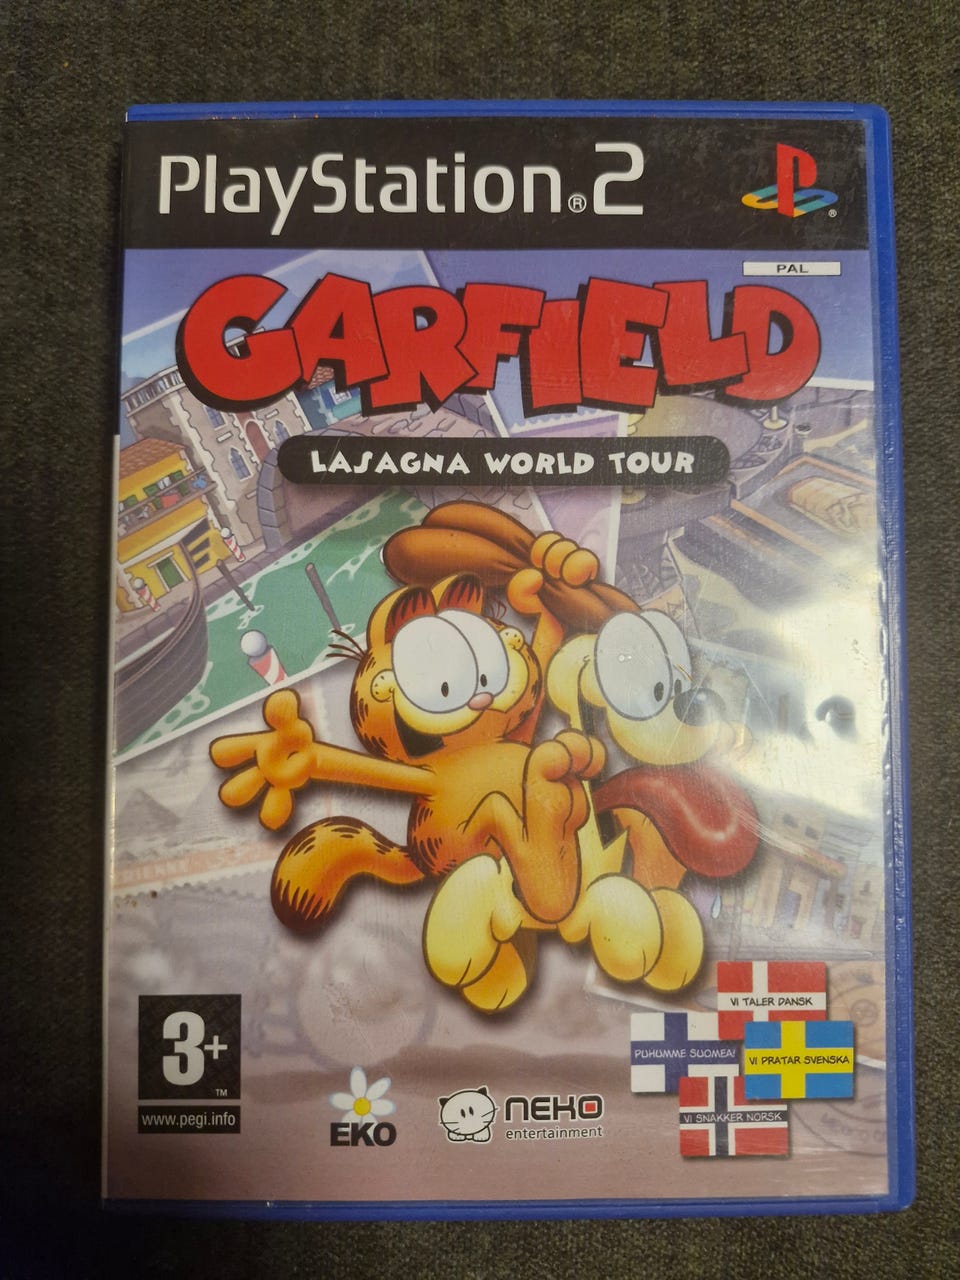 PlayStation®2
PAL
GARFIELD
LASAGNA WORLD TOUR
VI TALER DANSK
PUHUMME SUOMEA!
VI PRATAR SVENSKA
VI SNAKKER NORSK
3+
TM
www.pegi.info
EKO
NEKO
entertainment